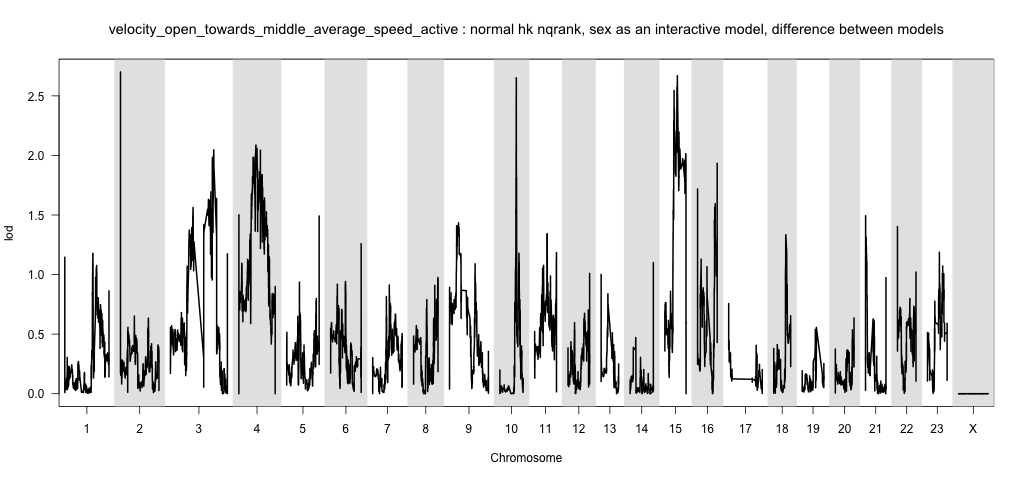 velocity_open_towards_middle_average_speed_active : normal hk nqrank, sex as an interactive model, difference between models
2.5
2.0
1.5
1.0
0.5
0.0
lod
1 2 3 4 5 6 7 8 9 10 11 12 13 14 15 16 17 18 19 20 21 22 23 X
Chromosome